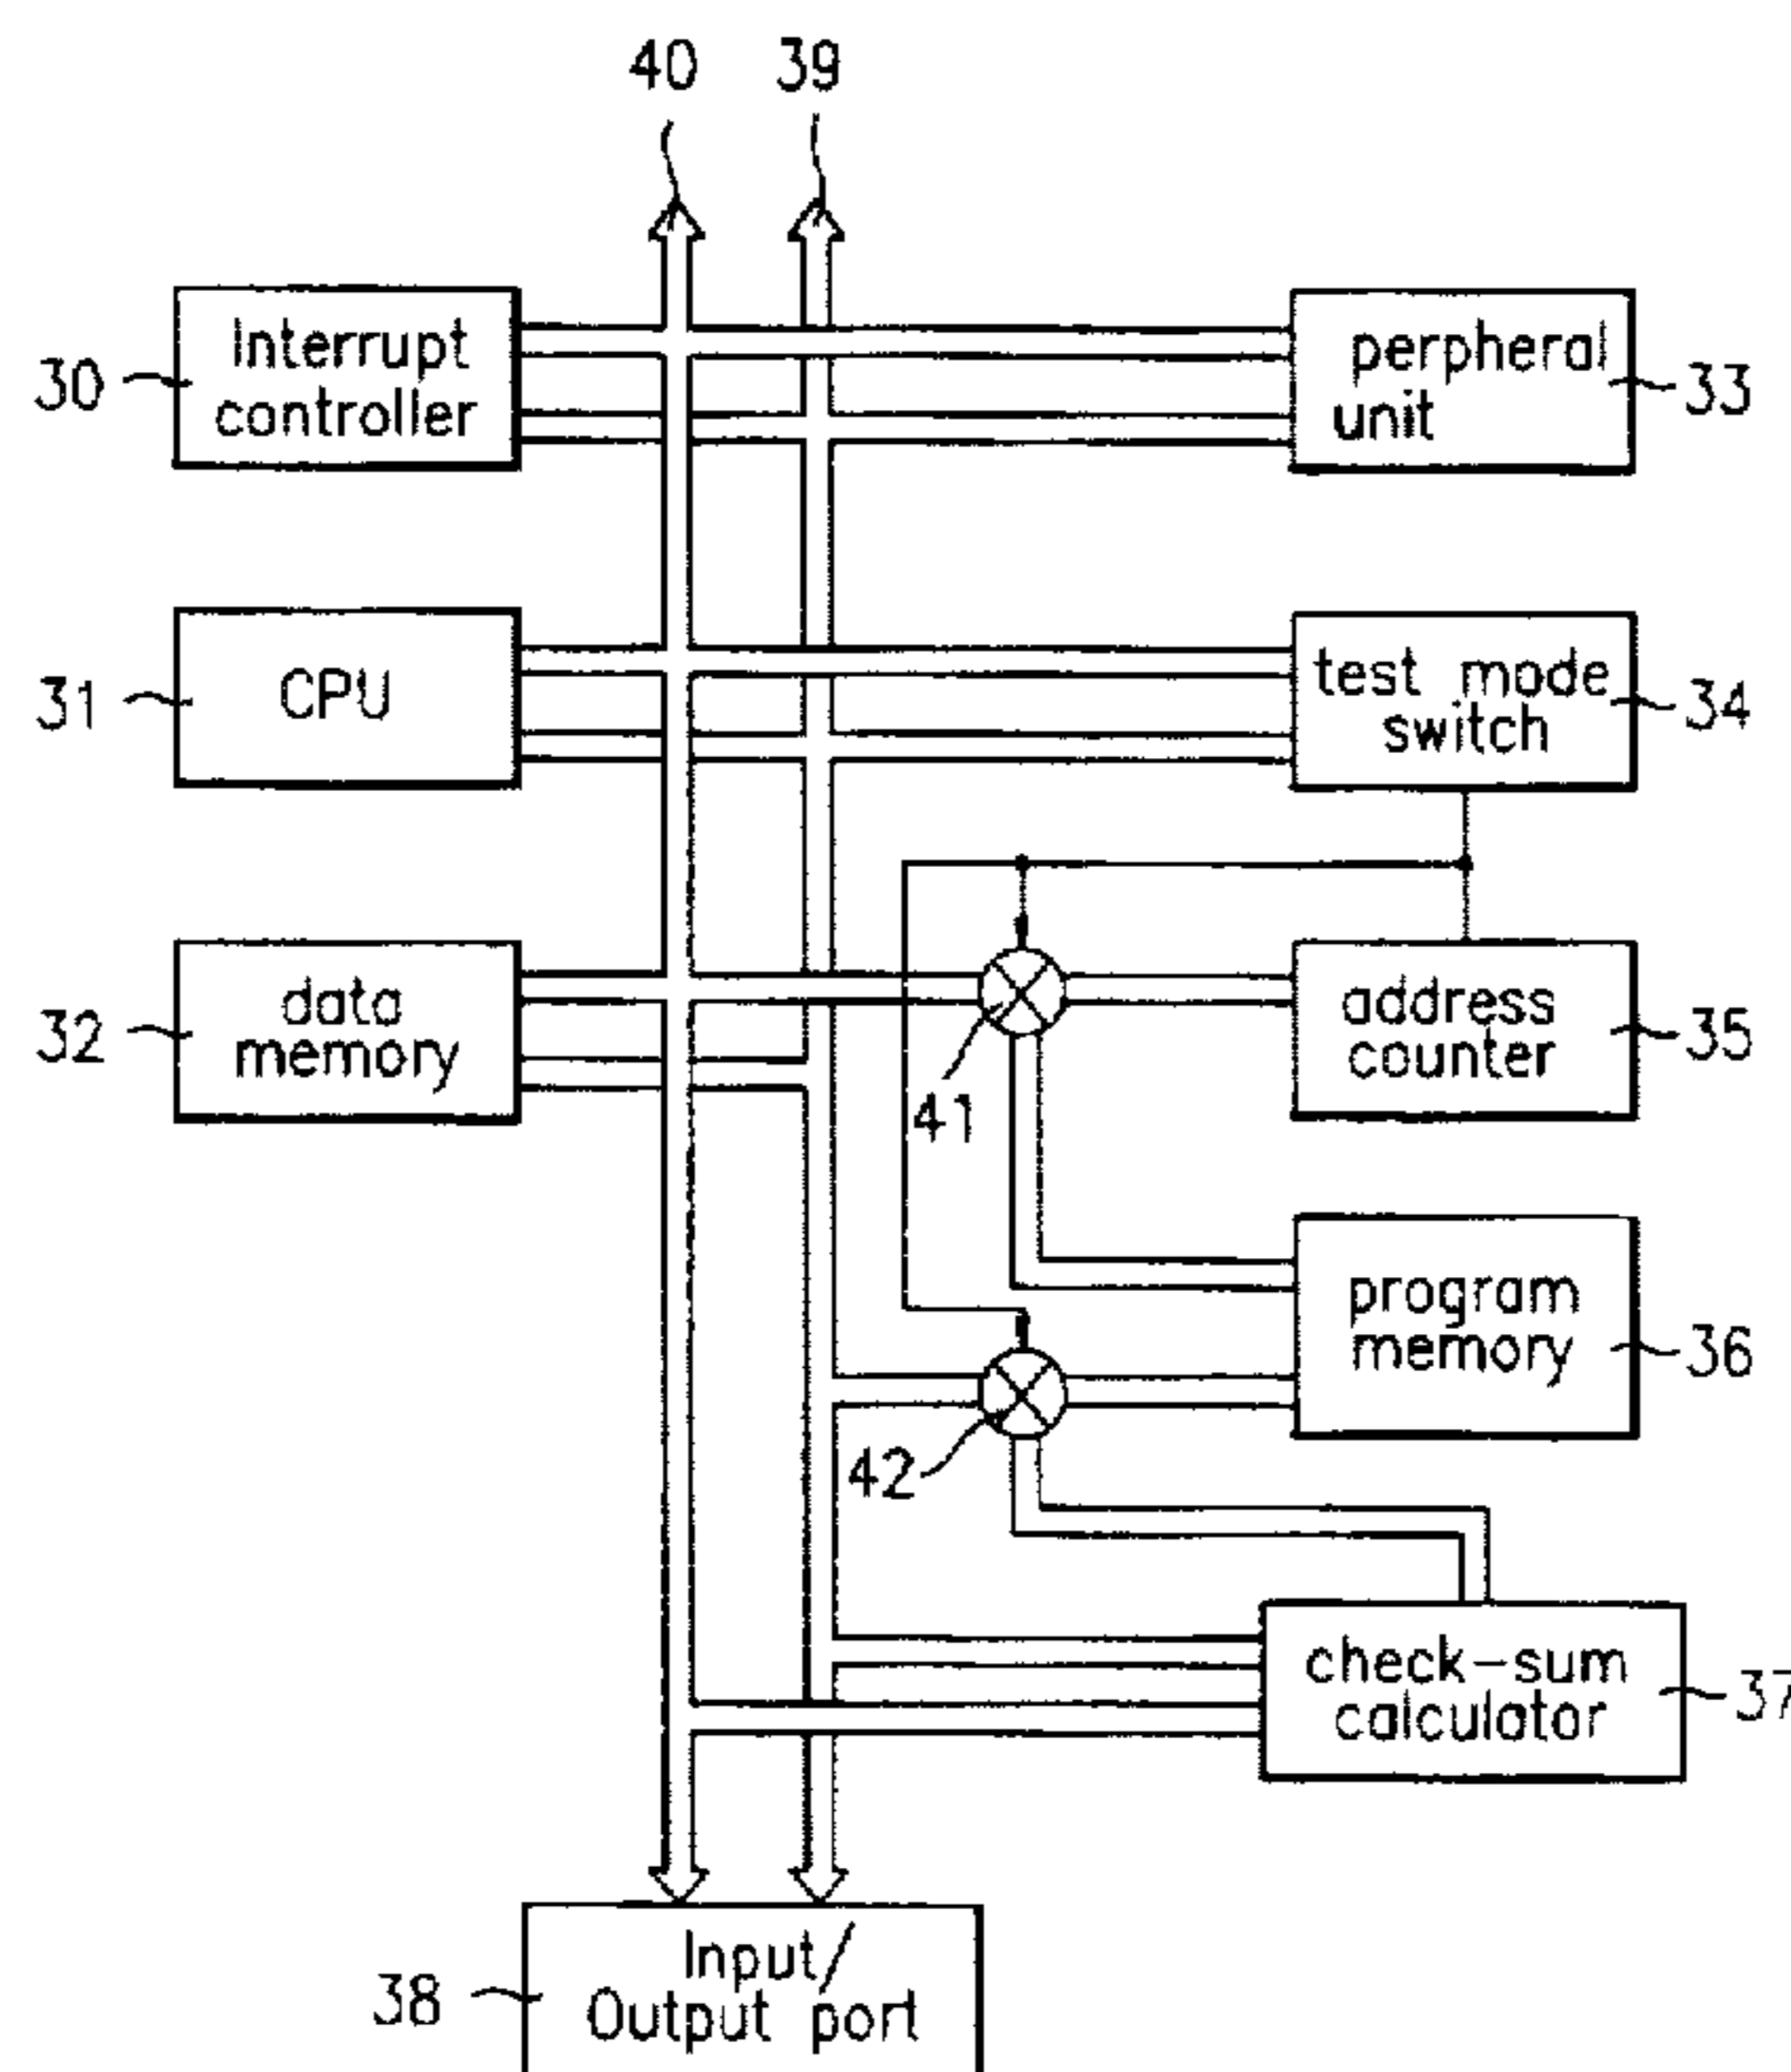 40 39
30
Interrupt
controller
perpheral
unit
33
31
CPU
test mode
switch
34
32
data
memory
41
address
counter
35
program
memory
36
42
check-sum
calculator
37
38
Input/
Output port